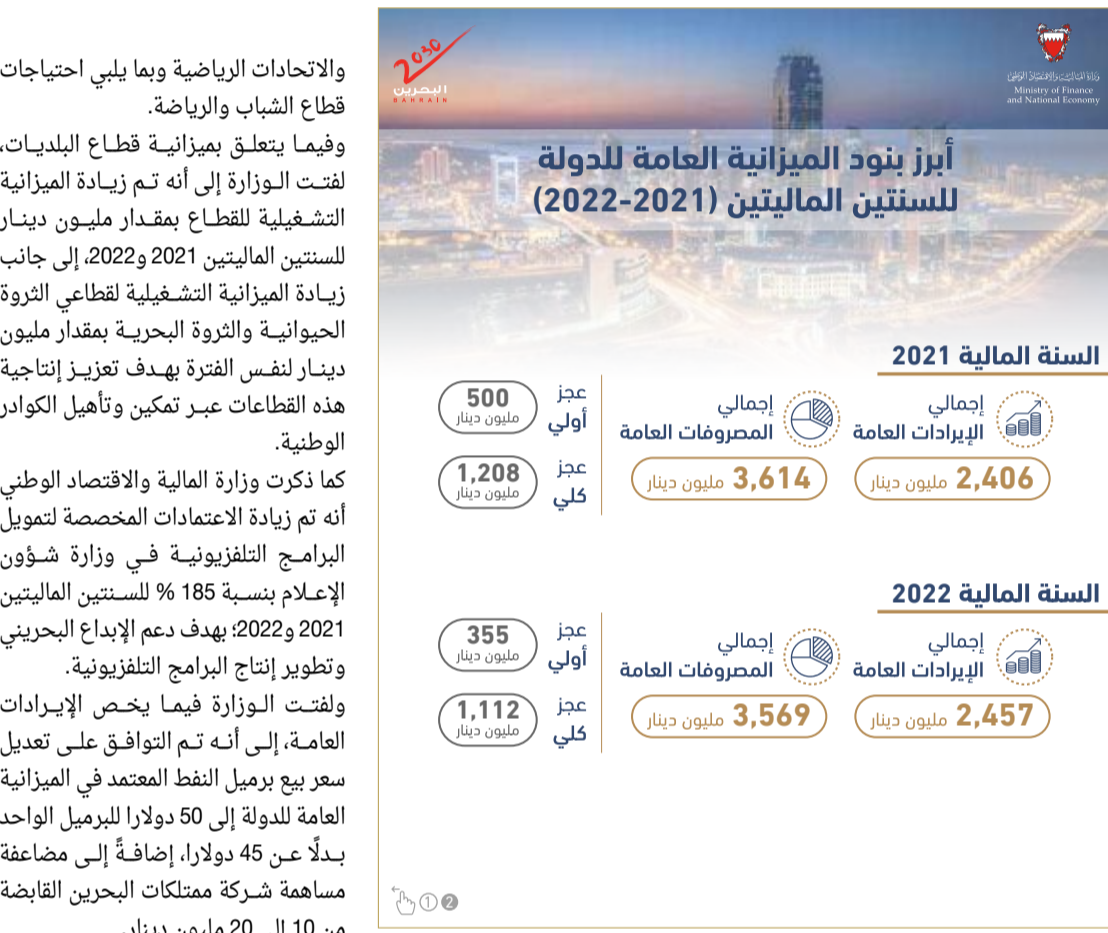 2030
البحرين
BAHRAIN
وزارة المالية والاقتصاد الوطني
Ministry of Finance
and National Economy
أبرز بنود الميزانية العامة للدولة
للسنتين الماليتين (2021-2022)
السنة المالية 2021
إجمالي
الإيرادات العامة
2,406 مليون دينار
إجمالي
المصروفات العامة
3,614 مليون دينار
عجز
أولي
500
مليون دينار
عجز
كلي
1,208
مليون دينار
السنة المالية 2022
إجمالي
الإيرادات العامة
2,457 مليون دينار
إجمالي
المصروفات العامة
3,569 مليون دينار
عجز
أولي
355
مليون دينار
عجز
كلي
1,112
مليون دينار
1 2
والاتحادات الرياضية وبما يلبي احتياجات
قطاع الشباب والرياضة.
وفيما يتعلق بميزانية قطاع البلديات،
لفتت الوزارة إلى أنه تم زيادة الميزانية
التشغيلية للقطاع بمقدار مليون دينار
للسنتين الماليتين 2021 و2022، إلى جانب
زيادة الميزانية التشغيلية لقطاعي الثروة
الحيوانية والثروة البحرية بمقدار مليون
دينار لنفس الفترة بهدف تعزيز إنتاجية
هذه القطاعات عبر تمكين وتأهيل الكوادر
الوطنية.
كما ذكرت وزارة المالية والاقتصاد الوطني
أنه تم زيادة الاعتمادات المخصصة لتمويل
البرامج التلفزيونية في وزارة شؤون
الإعلام بنسبة 185 % للسنتين الماليتين
2021 و2022؛ بهدف دعم الإبداع البحريني
وتطوير إنتاج البرامج التلفزيونية.
ولفتت الوزارة فيما يخص الإيرادات
العامة، إلى أنه تم التوافق على تعديل
سعر بيع برميل النفط المعتمد في الميزانية
العامة للدولة إلى 50 دولارا للبرميل الواحد
بدلًا عن 45 دولارا، إضافةً إلى مضاعفة
مساهمة شركة ممتلكات البحرين القابضة
من 10 إلى 20 مليون دينار.